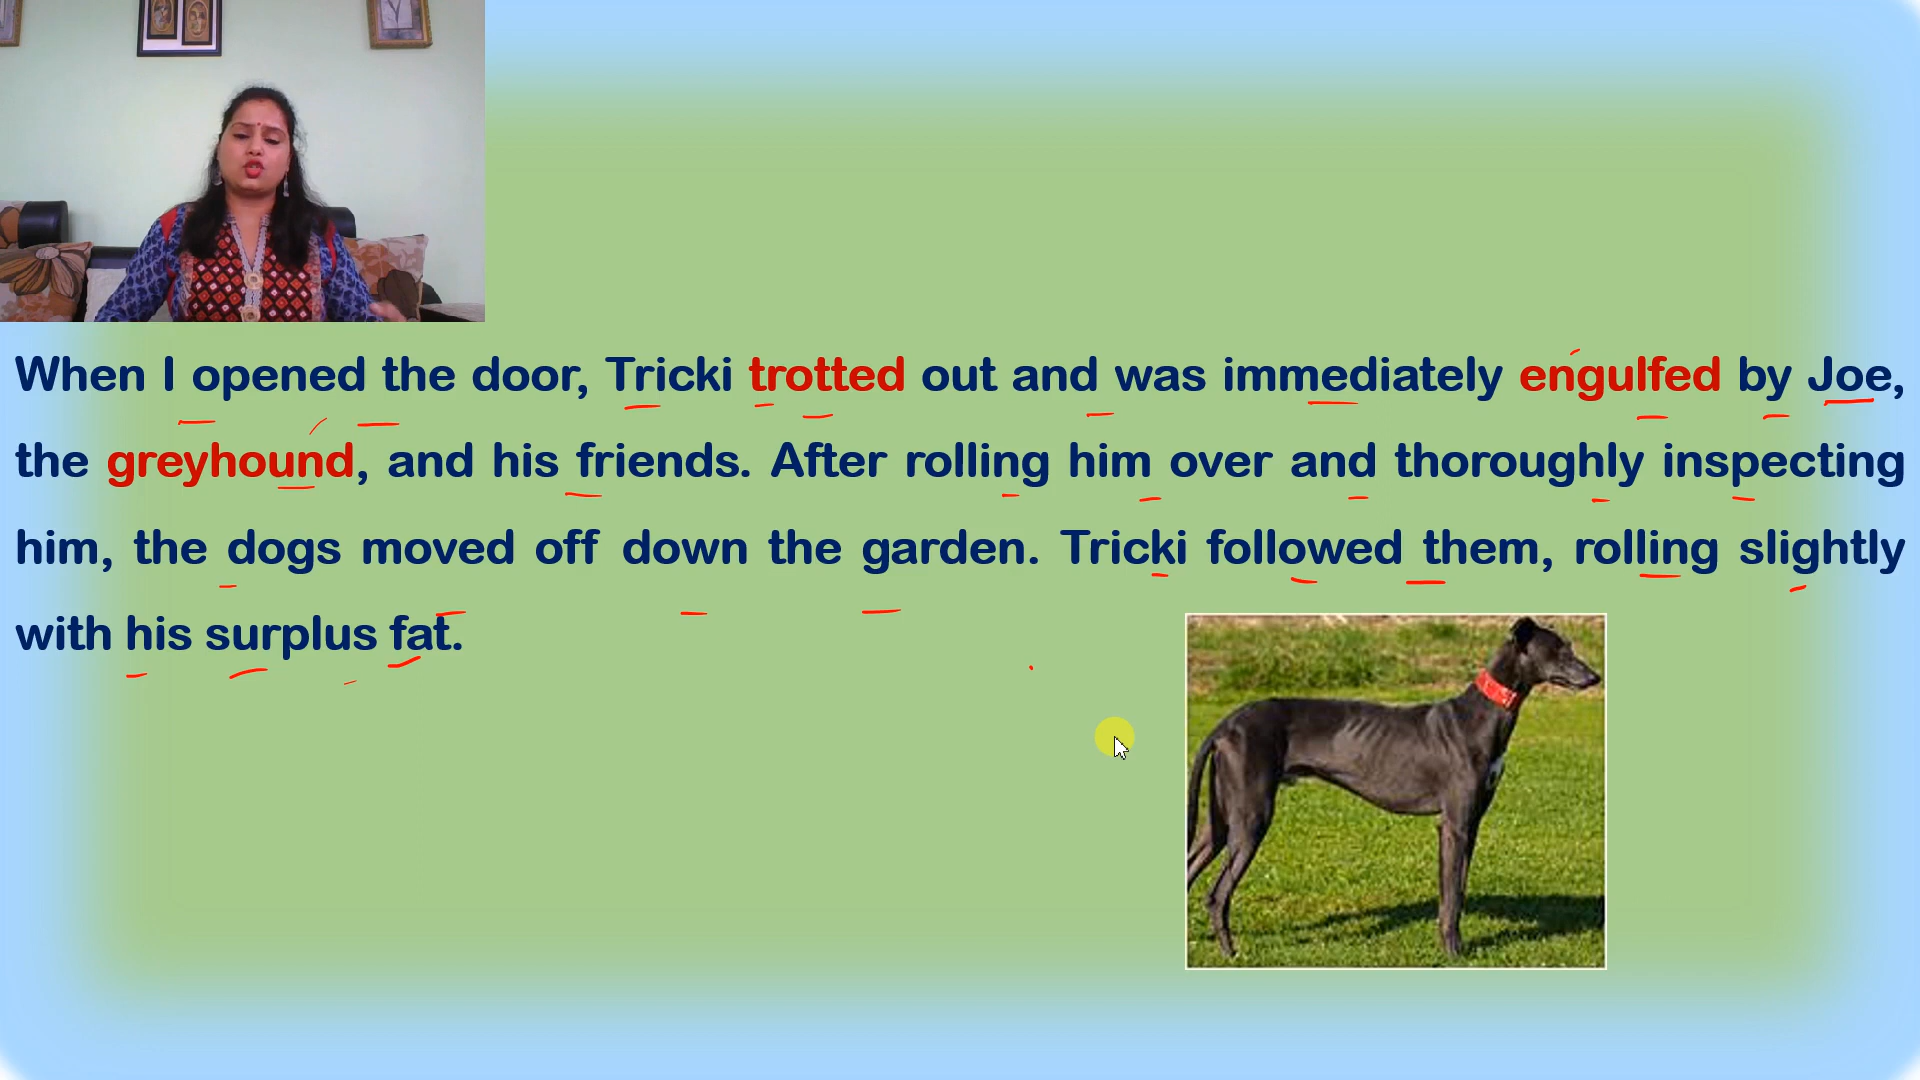 When I opened the door, Tricki trotted out and was immediately engulfed by Joe,
the greyhound, and his friends. After rolling him over and thoroughly inspecting
him, the dogs moved off down the garden. Tricki followed them, rolling slightly
with his surplus fat.